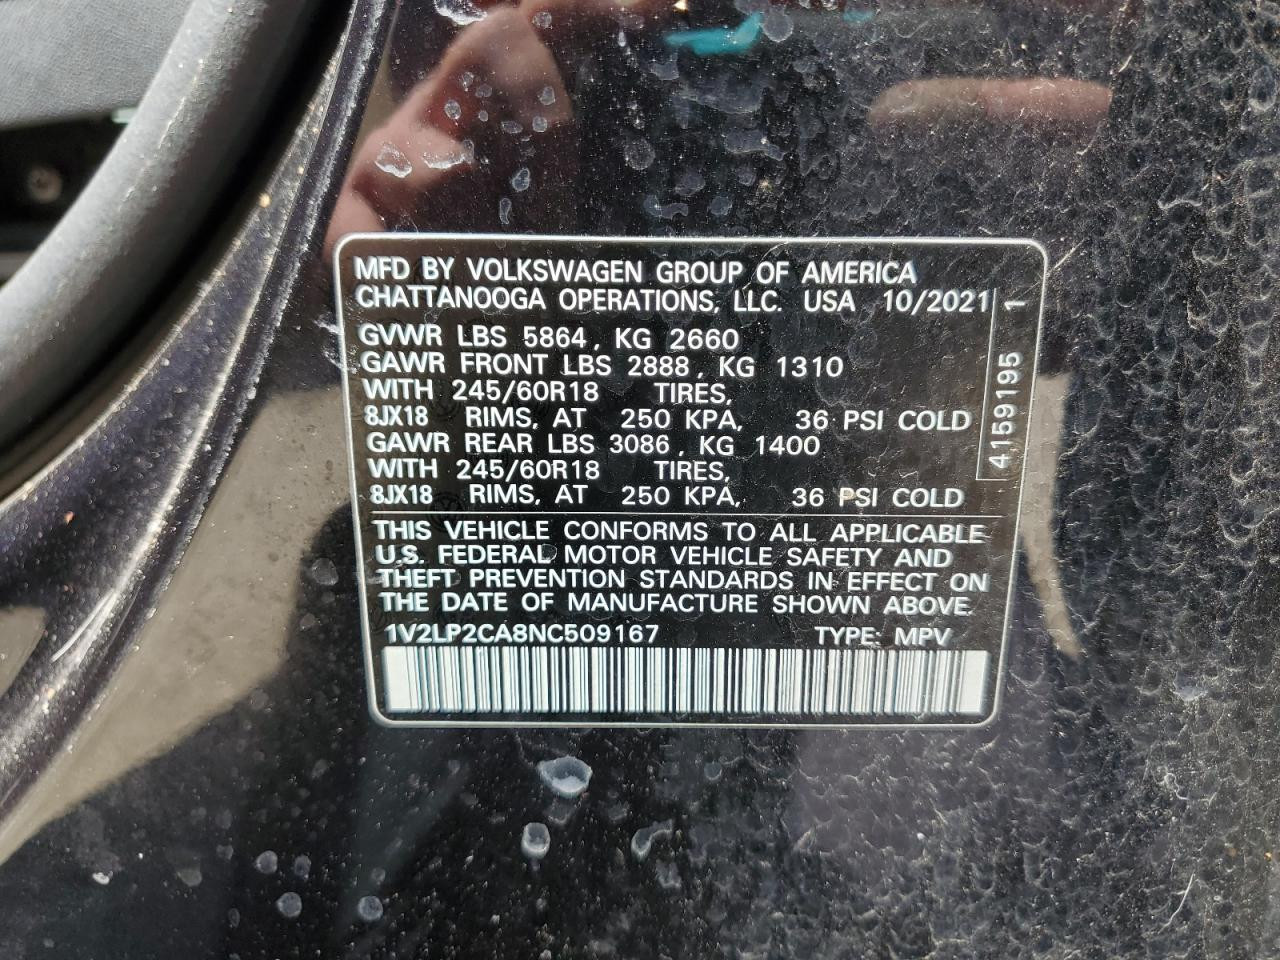 MFD BY VOLKSWAGEN GROUP OF AMERICA
CHATTANOOGA OPERATIONS, LLC. USA 10/2021
GVWR LBS 5864, KG 2660
GAWR FRONT LBS 2888, KG 1310
WITH 245/60R18 TIRES,
8JX18 RIMS, AT 250 KPA, 36 PSI COLD
GAWR REAR LBS 3086, KG 1400
WITH 245/60R18 TIRES,
8JX18 RIMS, AT 250 KPA, 36 PSI COLD
4159195 1
THIS VEHICLE CONFORMS TO ALL APPLICABLE
U.S. FEDERAL MOTOR VEHICLE SAFETY AND
THEFT PREVENTION STANDARDS IN EFFECT ON
THE DATE OF MANUFACTURE SHOWN ABOVE.
1V2LP2CA8NC509167 TYPE: MPV